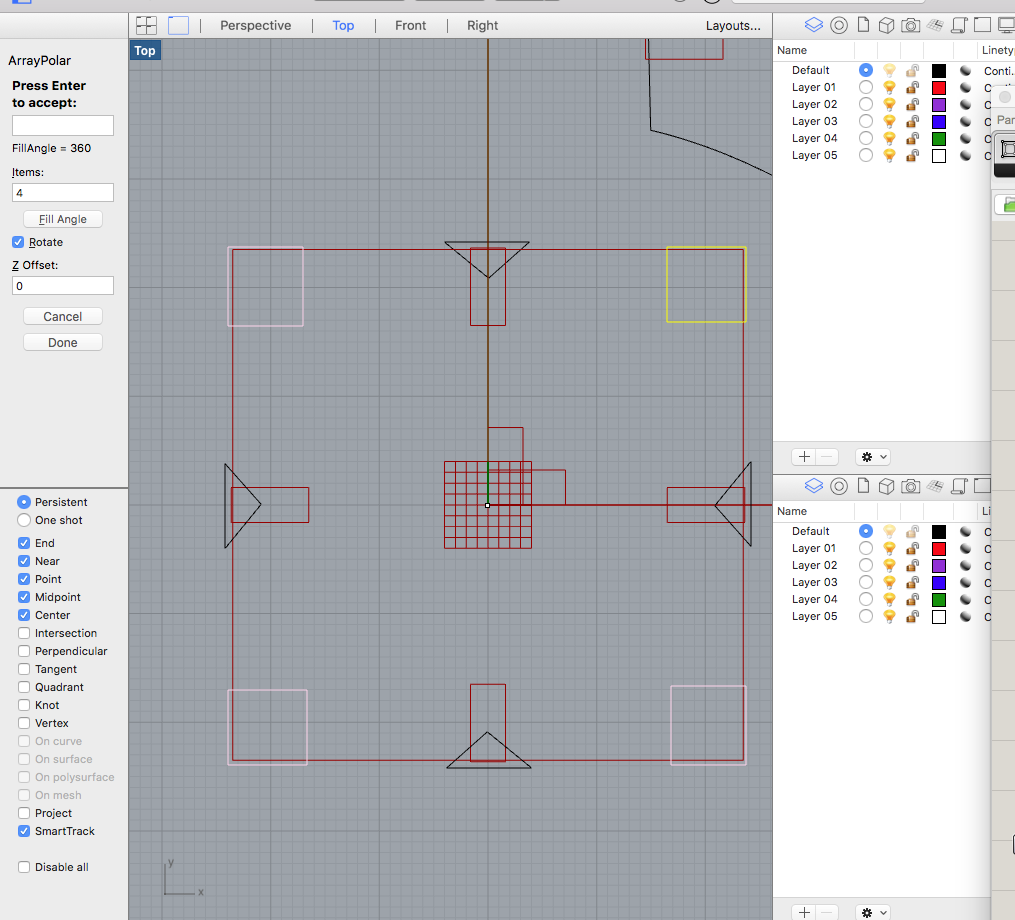 Perspective
Top
Front
Right
Layouts...
Top
ArrayPolar
Press Enter
to accept:
FillAngle = 360
Items:
4
Fill Angle
Rotate
Z Offset:
0
Cancel
Done
Persistent
One shot
End
Near
Point
Midpoint
Center
Intersection
Perpendicular
Tangent
Quadrant
Knot
Vertex
On curve
On surface
On polysurface
On mesh
Project
SmartTrack
Disable all
y
x
Name Linety
Default Conti...
Layer 01 C
Layer 02 C
Layer 03 C
Layer 04 C
Layer 05 C
Par
Name Li
Default C
Layer 01 C
Layer 02 C
Layer 03 C
Layer 04 C
Layer 05 C